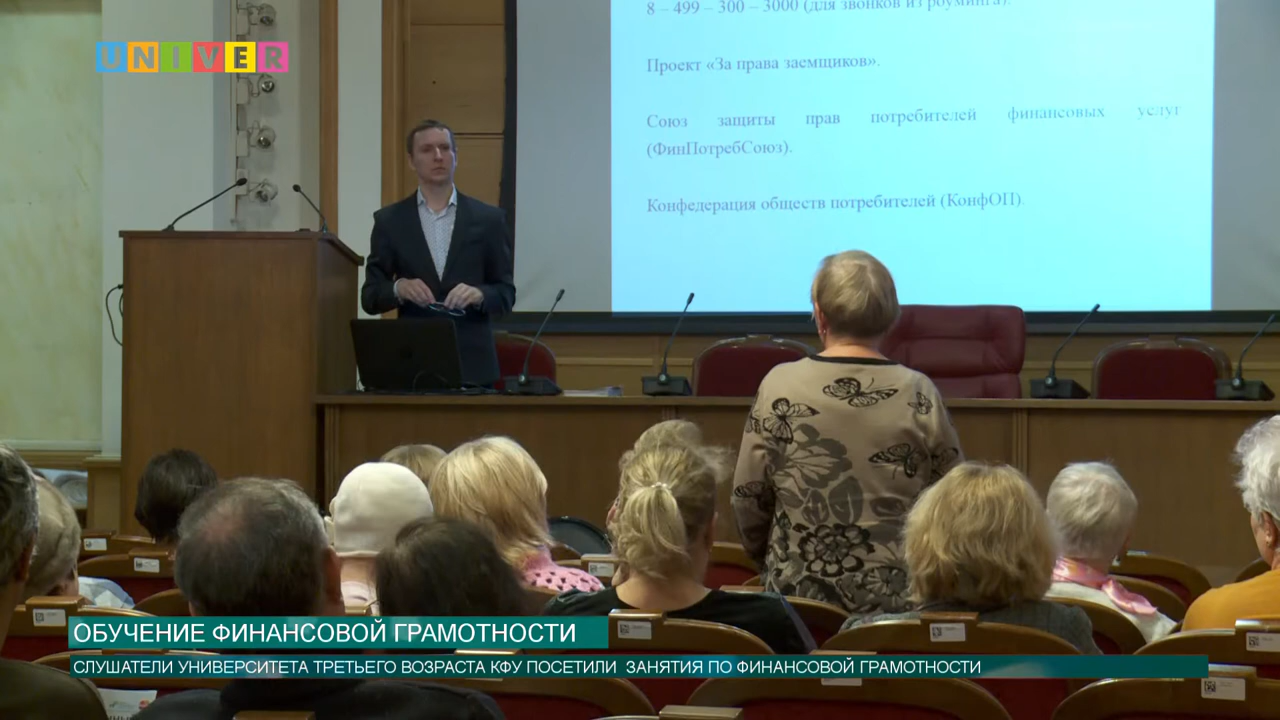 8 – 499 – 300 – 3000 (для звонков из роуминга).
UNIVER
Проект «За права заемщиков».
Союз защиты прав потребителей финансовых услуг
(ФинПотребСоюз).
Конфедерация обществ потребителей (КонфОП).
ОБУЧЕНИЕ ФИНАНСОВОЙ ГРАМОТНОСТИ
СЛУШАТЕЛИ УНИВЕРСИТЕТА ТРЕТЬЕГО ВОЗРАСТА КФУ ПОСЕТИЛИ ЗАНЯТИЯ ПО ФИНАНСОВОЙ ГРАМОТНОСТИ